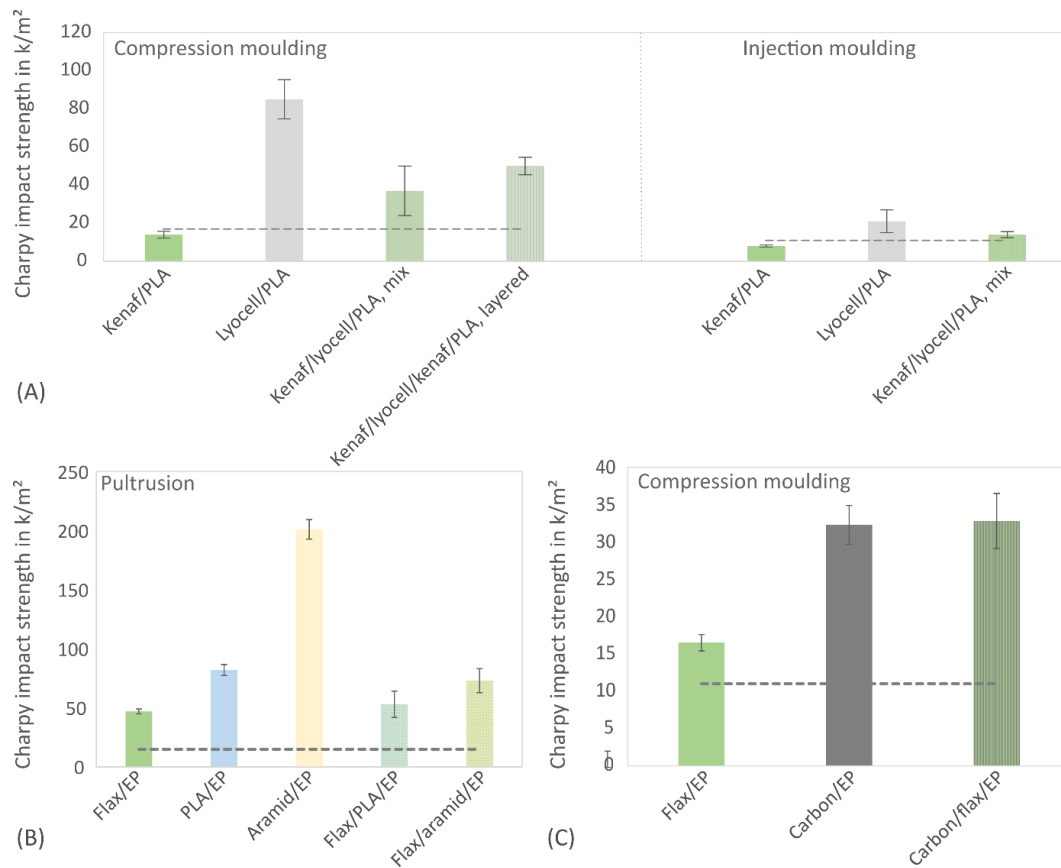 Charpy impact strength in k/m²
120
100
80
60
40
20
0
Compression moulding
Injection moulding
Kenaf/PLA
Lyocell/PLA
Kenaf/lyocell/PLA, mix
Kenaf/lyocell/kenaf/PLA, layered
Kenaf/PLA
Lyocell/PLA
Kenaf/lyocell/PLA, mix
(A)
Charpy impact strength in k/m²
250
200
150
100
50
0
Pultrusion
Flax/EP
PLA/EP
Aramid/EP
Flax/PLA/EP
Flax/aramid/EP
(B)
Charpy impact strength in k/m²
40
35
30
25
20
15
10
5
0
Compression moulding
Flax/EP
Carbon/EP
Carbon/flax/EP
(C)